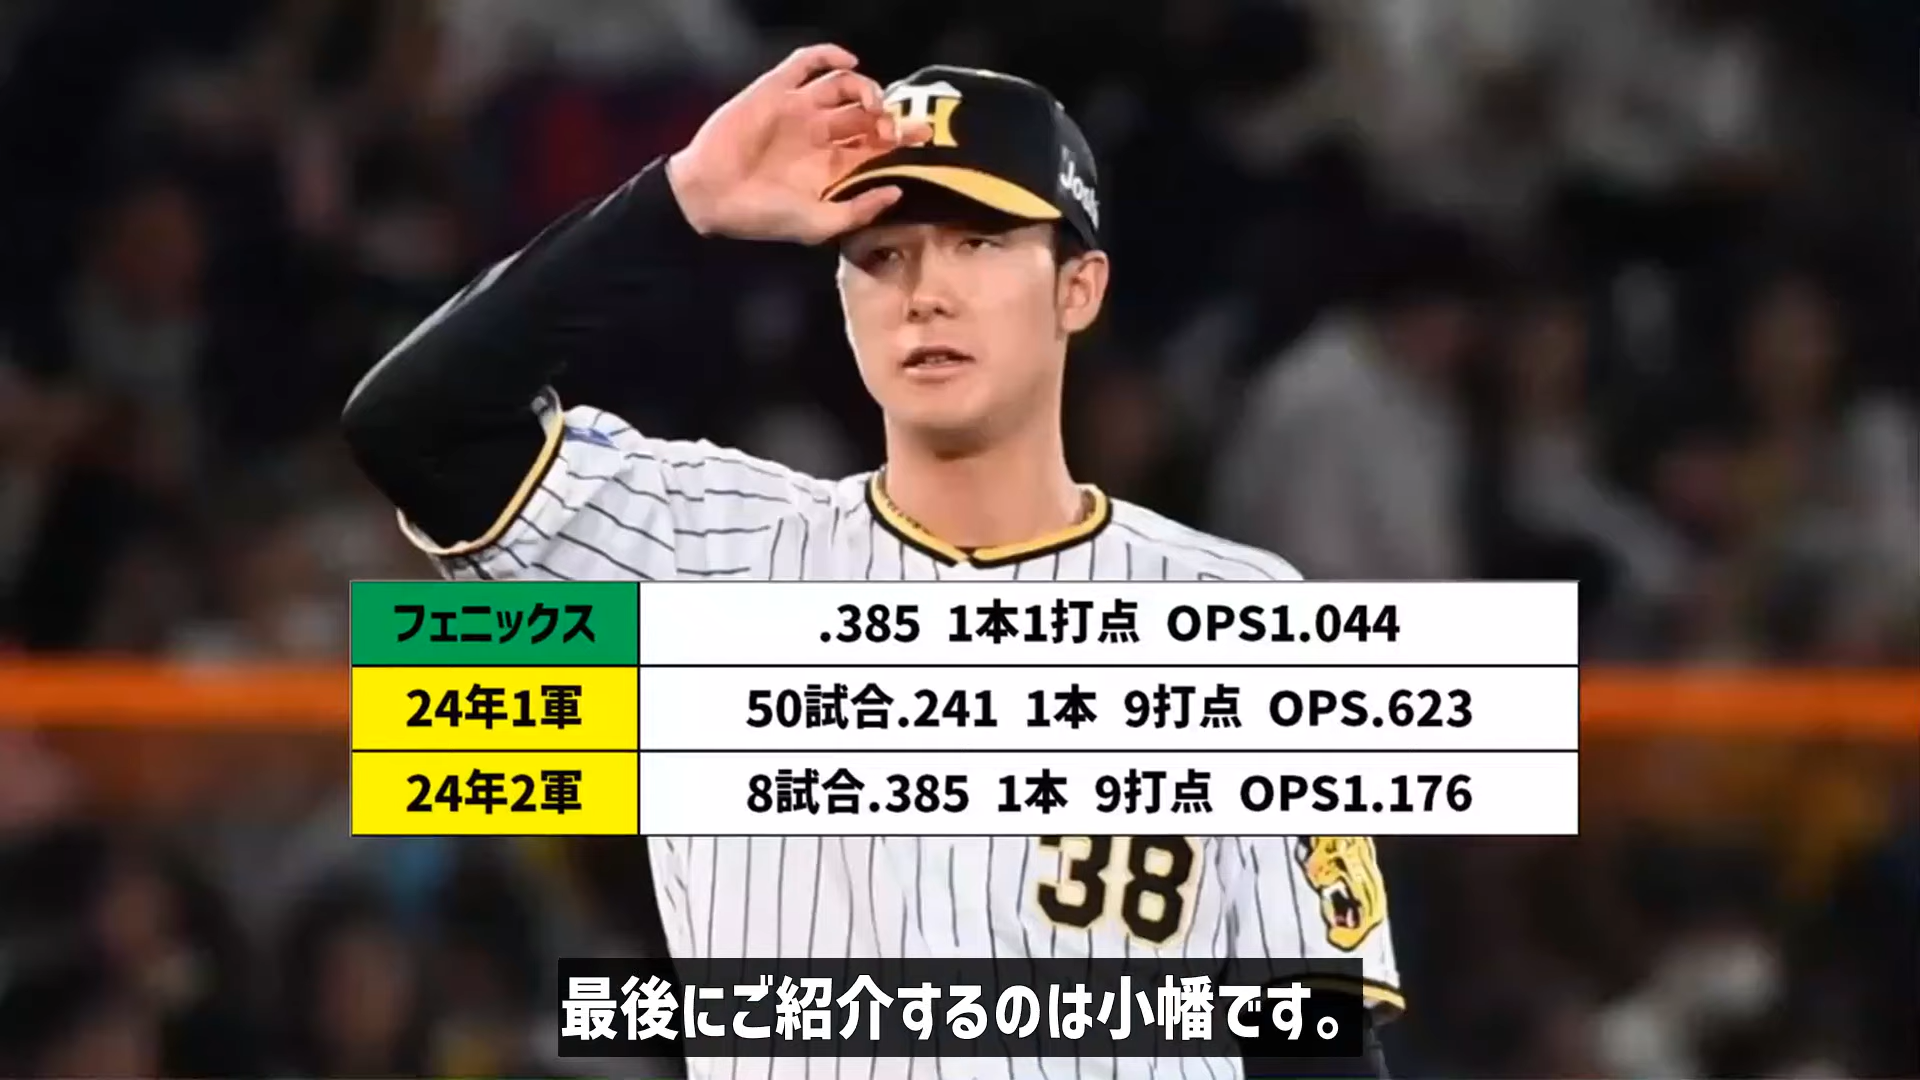 フェニックス .385 1本1打点 OPS1.044
24年1軍 50試合.241 1本 9打点 OPS.623
24年2軍 8試合.385 1本 9打点 OPS1.176
38
最後にご紹介するのは小幡です。